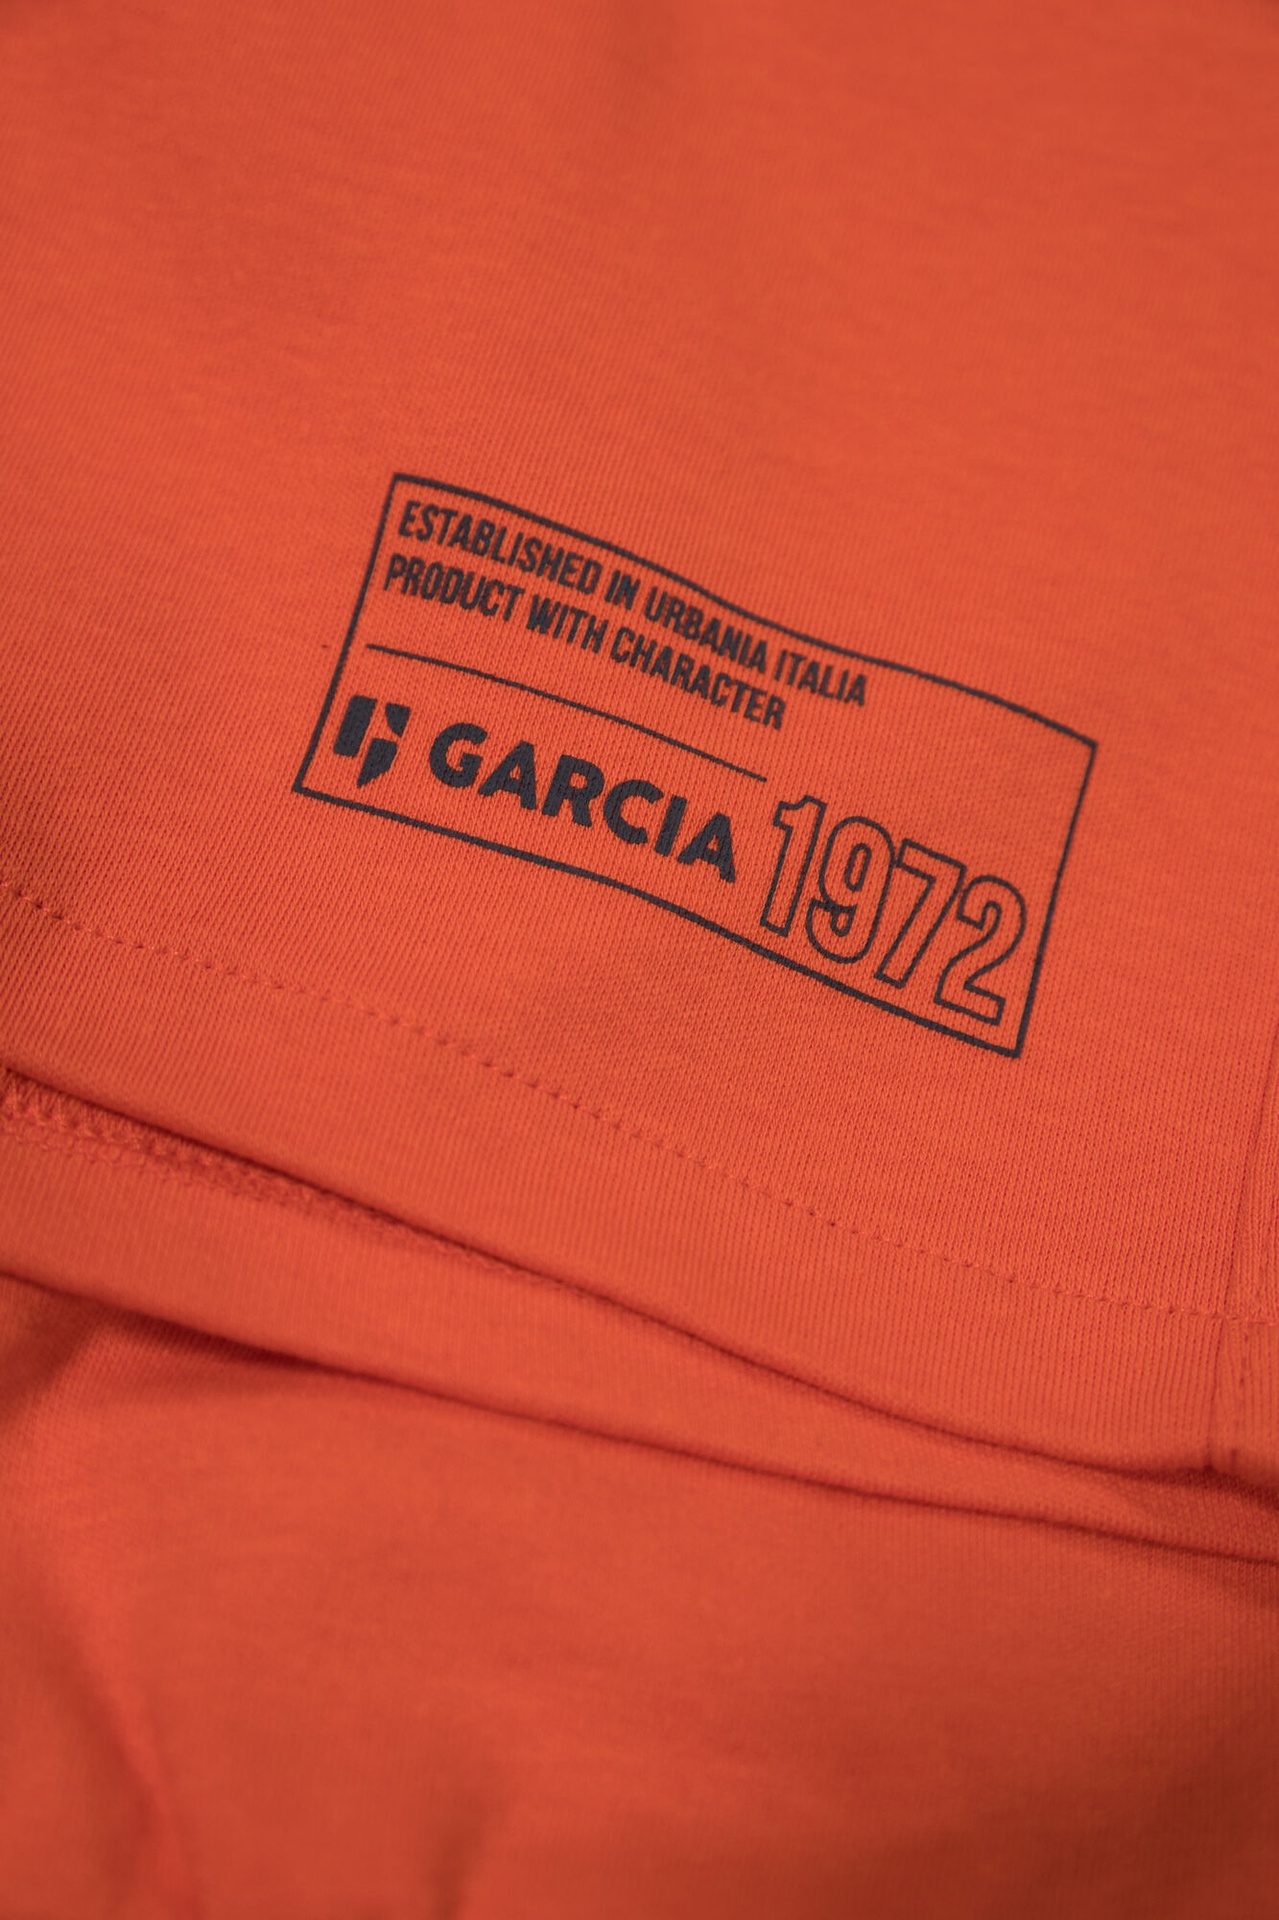 ESTABLISHED IN URBANIA ITALIA
PRODUCT WITH CHARACTER
GARCIA 1972